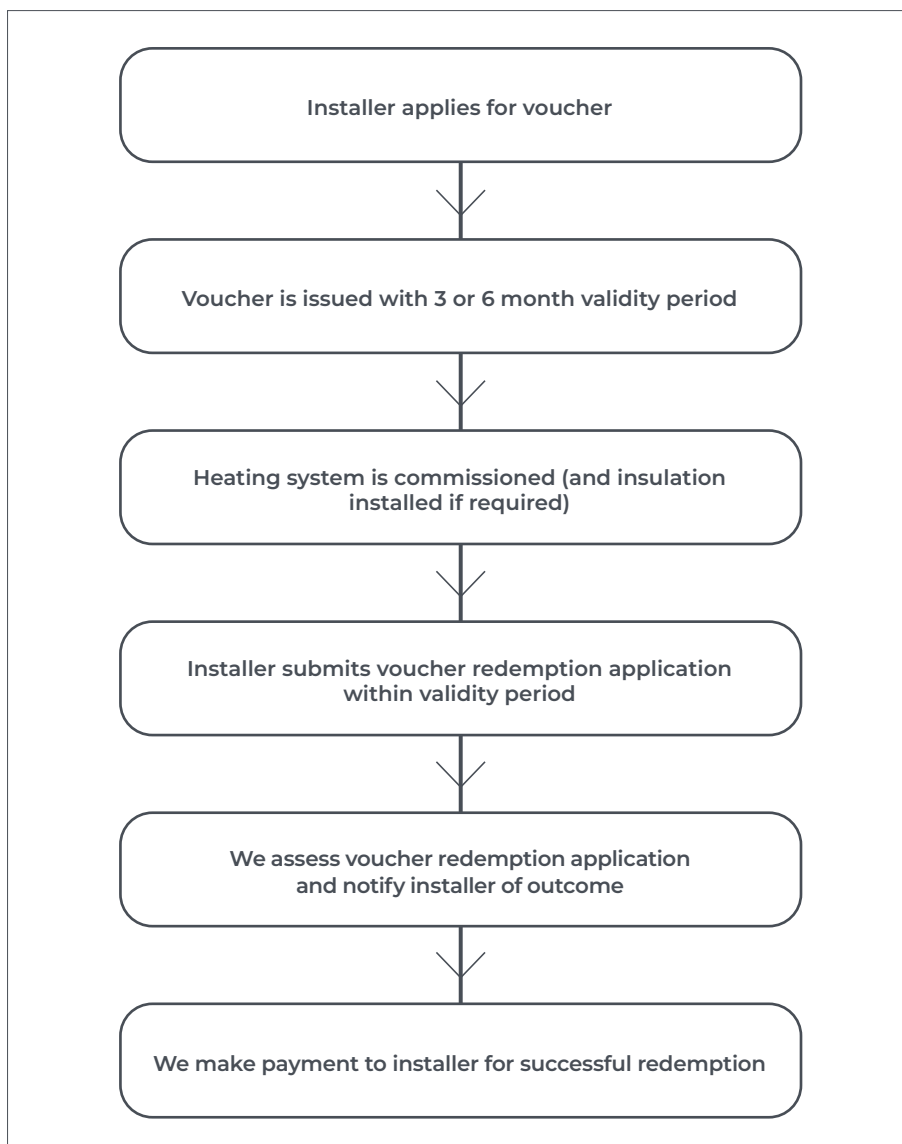 Installer applies for voucher
Voucher is issued with 3 or 6 month validity period
Heating system is commissioned (and insulation
installed if required)
Installer submits voucher redemption application
within validity period
We assess voucher redemption application
and notify installer of outcome
We make payment to installer for successful redemption